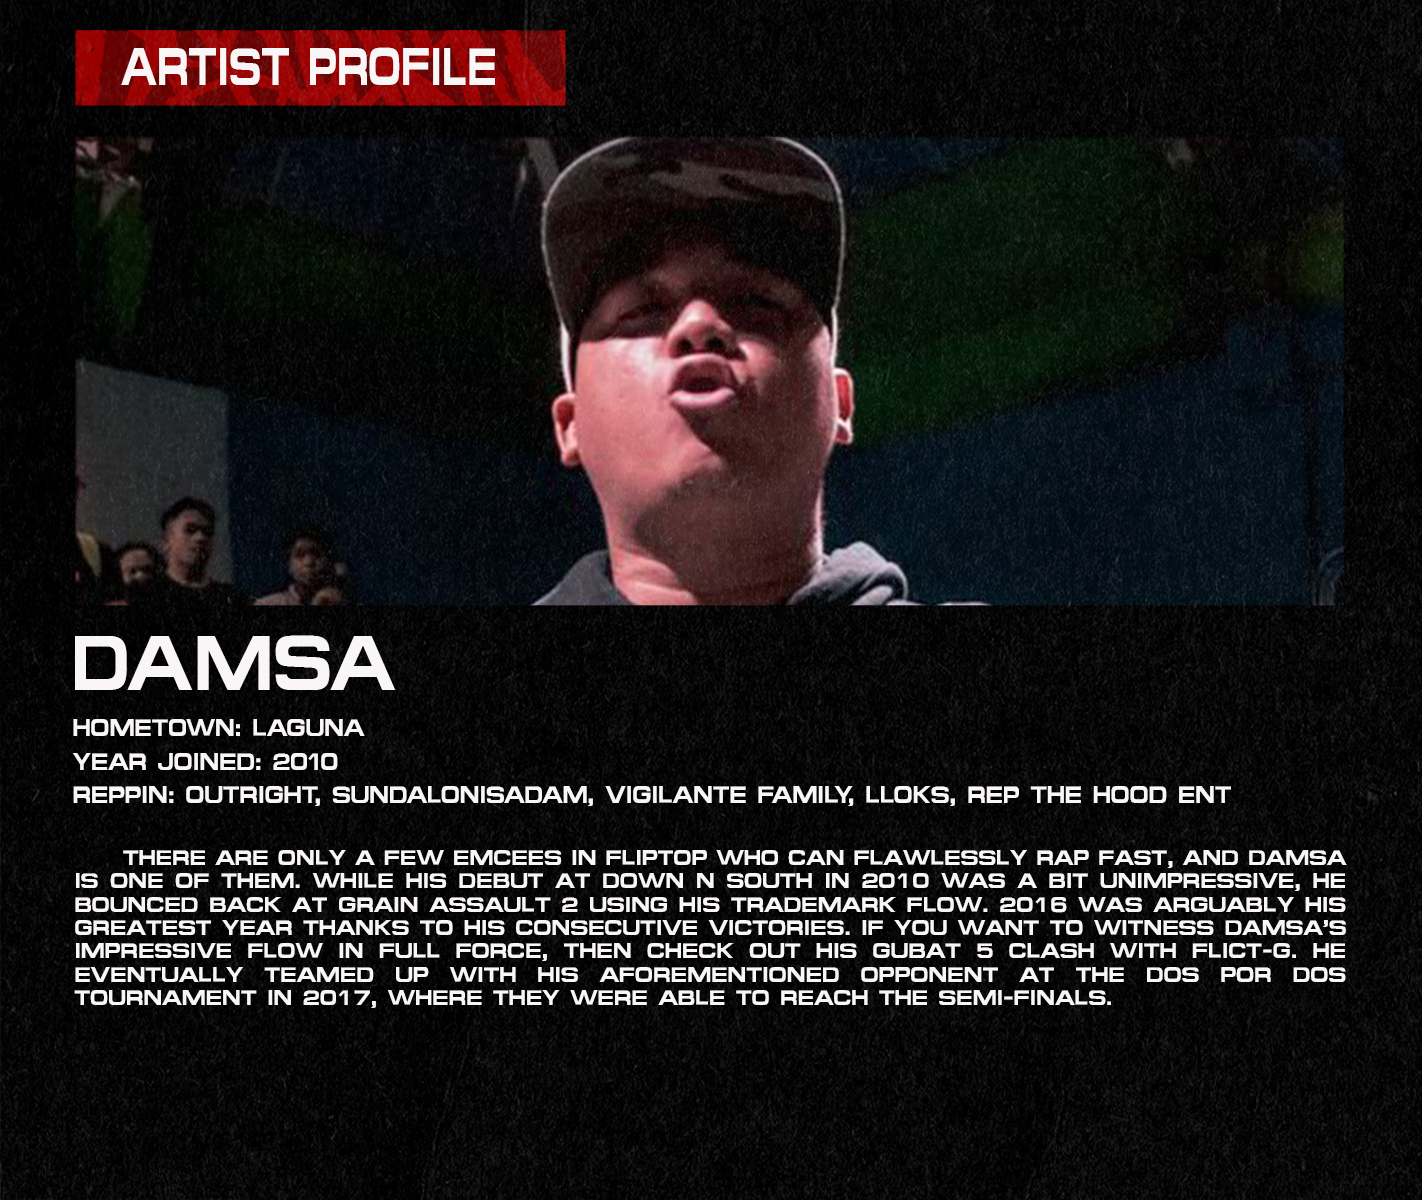 ARTIST PROFILE
DAMSA
HOMETOWN: LAGUNA
YEAR JOINED: 2010
REPPIN: OUTRIGHT, SUNDALONISADAM, VIGILANTE FAMILY, LLOKS, REP THE HOOD ENT
THERE ARE ONLY A FEW EMCEES IN FLIPTOP WHO CAN FLAWLESSLY RAP FAST, AND DAMSA
IS ONE OF THEM. WHILE HIS DEBUT AT DOWN N SOUTH IN 2010 WAS A BIT UNIMPRESSIVE, HE
BOUNCED BACK AT GRAIN ASSAULT 2 USING HIS TRADEMARK FLOW. 2016 WAS ARGUABLY HIS
GREATEST YEAR THANKS TO HIS CONSECUTIVE VICTORIES. IF YOU WANT TO WITNESS DAMSA'S
IMPRESSIVE FLOW IN FULL FORCE, THEN CHECK OUT HIS GUBAT 5 CLASH WITH FLICT-G. HE
EVENTUALLY TEAMED UP WITH HIS AFOREMENTIONED OPPONENT AT THE DOS POR DOS
TOURNAMENT IN 2017, WHERE THEY WERE ABLE TO REACH THE SEMI-FINALS.